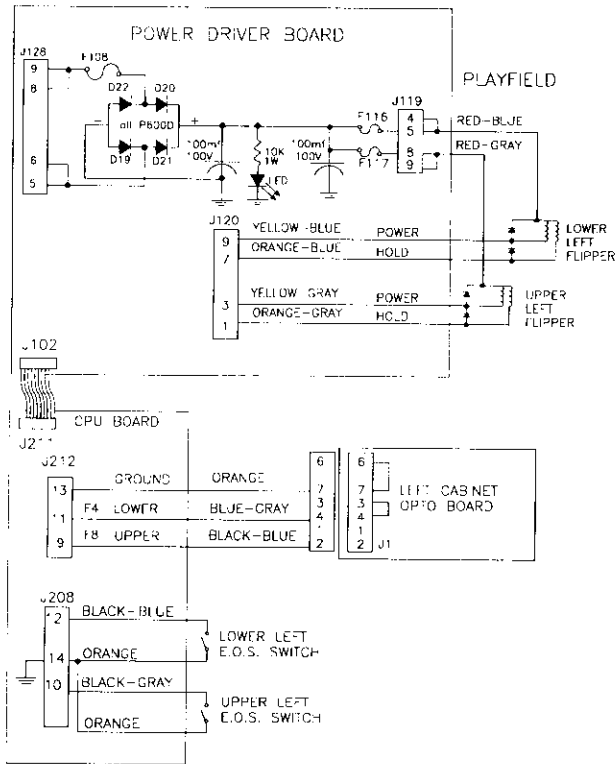 POWER DRIVER BOARD
J128
F108
9
8
6
5
D22
D20
all P600D
D19
D21
−
+
100mf
100V
10K
1W
LED
100mf
100V
F116
F117
J119
4
5
8
9
PLAYFIELD
RED-BLUE
RED-GRAY
J120
9
7
3
1
YELLOW-BLUE POWER
ORANGE-BLUE HOLD
YELLOW GRAY POWER
ORANGE-GRAY HOLD
LOWER
LEFT
FLIPPER
UPPER
LEFT
FLIPPER
J102
J211
CPU BOARD
J212
13
11
9
GROUND ORANGE
F4 LOWER BLUE-GRAY
F8 UPPER BLACK-BLUE
6
7
3
4
1
2
6
7
3
4
1
2
J1
LEFT CABINET
OPTO BOARD
J208
12
14
10
BLACK-BLUE
ORANGE
BLACK-GRAY
ORANGE
LOWER LEFT
E.O.S. SWITCH
UPPER LEFT
E.O.S. SWITCH